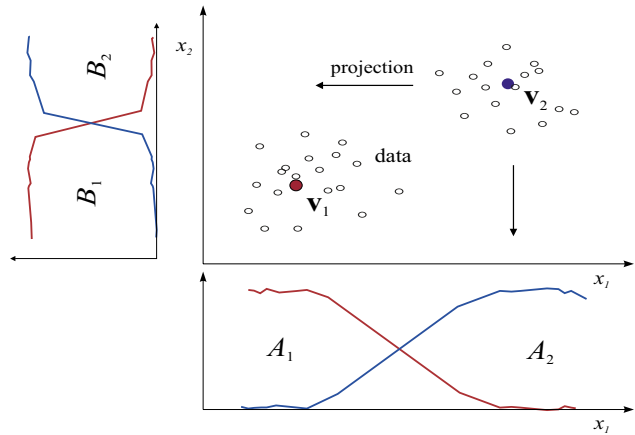 x₂
B₂
B₁
projection
v₂
data
v₁
x₁
A₁
A₂
x₁